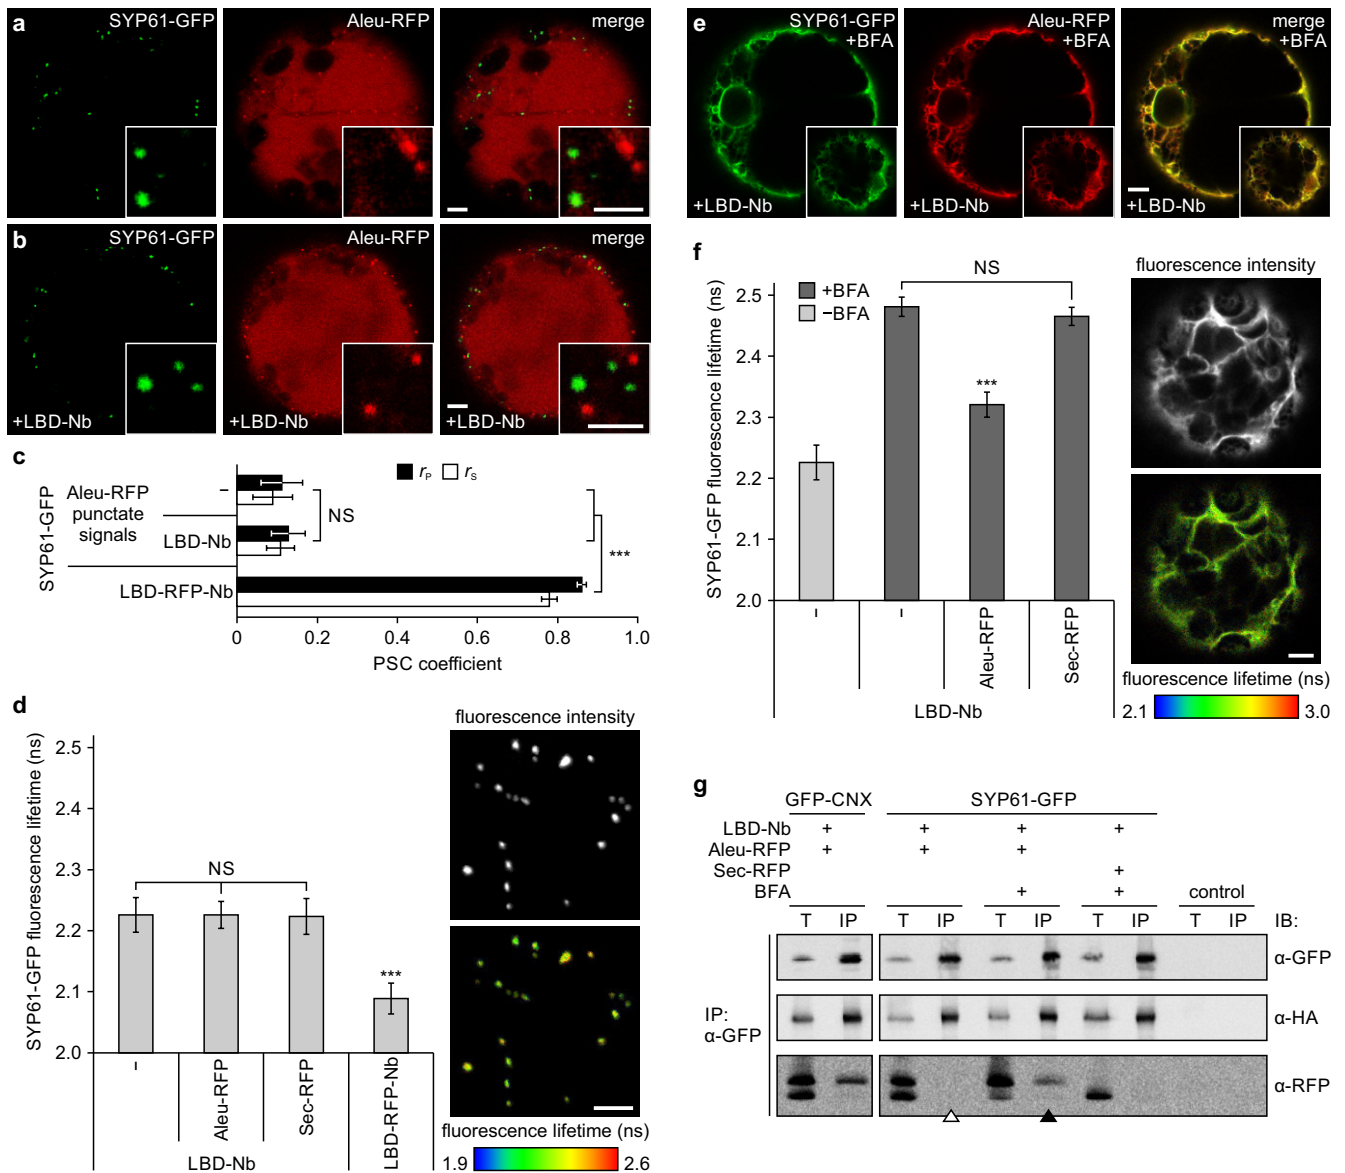 a
SYP61-GFP
Aleu-RFP
merge
b
SYP61-GFP
Aleu-RFP
merge
+LBD-Nb
+LBD-Nb
+LBD-Nb
c
rP
rS
SYP61-GFP
Aleu-RFP
punctate
signals
–
LBD-Nb
LBD-RFP-Nb
NS
***
0
0.2
0.4
0.6
0.8
1.0
PSC coefficient
d
SYP61-GFP fluorescence lifetime (ns)
2.5
2.4
2.3
2.2
2.1
2.0
NS
***
–
Aleu-RFP
Sec-RFP
LBD-RFP-Nb
LBD-Nb
fluorescence intensity
fluorescence lifetime (ns)
1.9
2.6
e
SYP61-GFP
+BFA
Aleu-RFP
+BFA
merge
+BFA
+LBD-Nb
+LBD-Nb
+LBD-Nb
f
SYP61-GFP fluorescence lifetime (ns)
2.5
2.4
2.3
2.2
2.1
2.0
+BFA
–BFA
NS
***
–
–
Aleu-RFP
Sec-RFP
LBD-Nb
fluorescence intensity
fluorescence lifetime (ns)
2.1
3.0
g
GFP-CNX SYP61-GFP
LBD-Nb + + + +
Aleu-RFP + + +
Sec-RFP +
BFA + + control
T IP T IP T IP T IP T IP IB:
α-GFP
α-HA
α-RFP
IP:
α-GFP